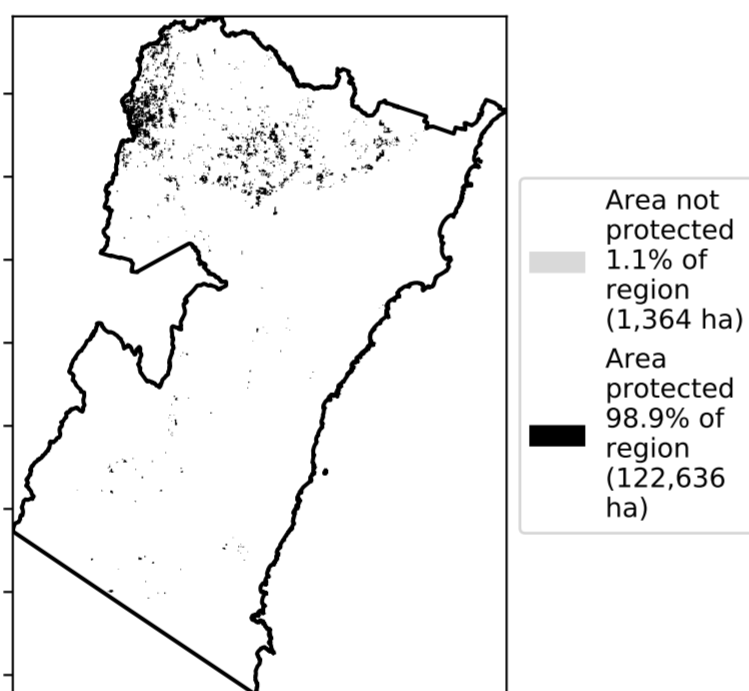 Area not
protected
1.1% of
region
(1,364 ha)
Area
protected
98.9% of
region
(122,636
ha)